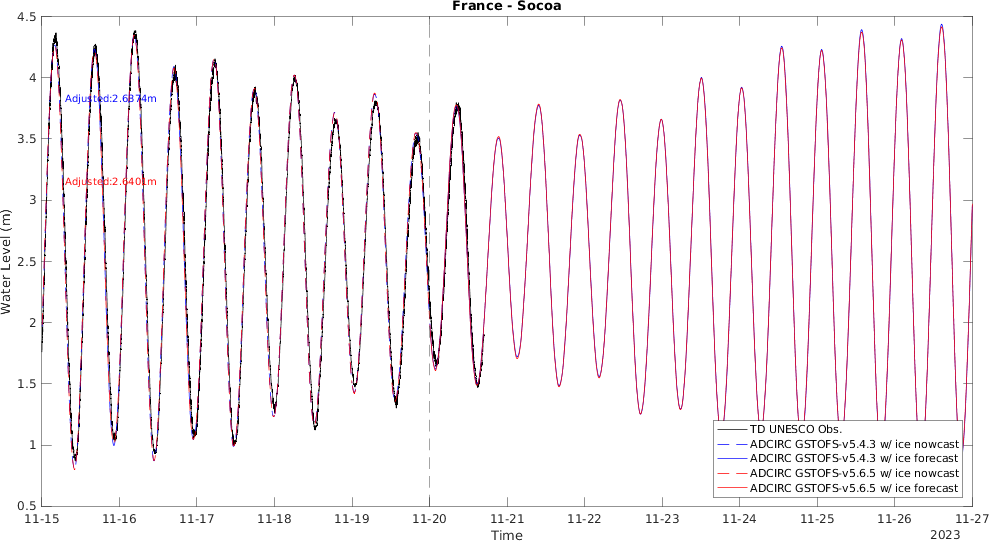 France - Socoa
4.5
4
3.5
3
2.5
2
1.5
1
0.5
Water Level (m)
Adjusted:2.6374m
Adjusted:2.6401m
TD UNESCO Obs.
ADCIRC GSTOFS-v5.4.3 w/ ice nowcast
ADCIRC GSTOFS-v5.4.3 w/ ice forecast
ADCIRC GSTOFS-v5.6.5 w/ ice nowcast
ADCIRC GSTOFS-v5.6.5 w/ ice forecast
11-15 11-16 11-17 11-18 11-19 11-20 11-21 11-22 11-23 11-24 11-25 11-26 11-27
Time
2023